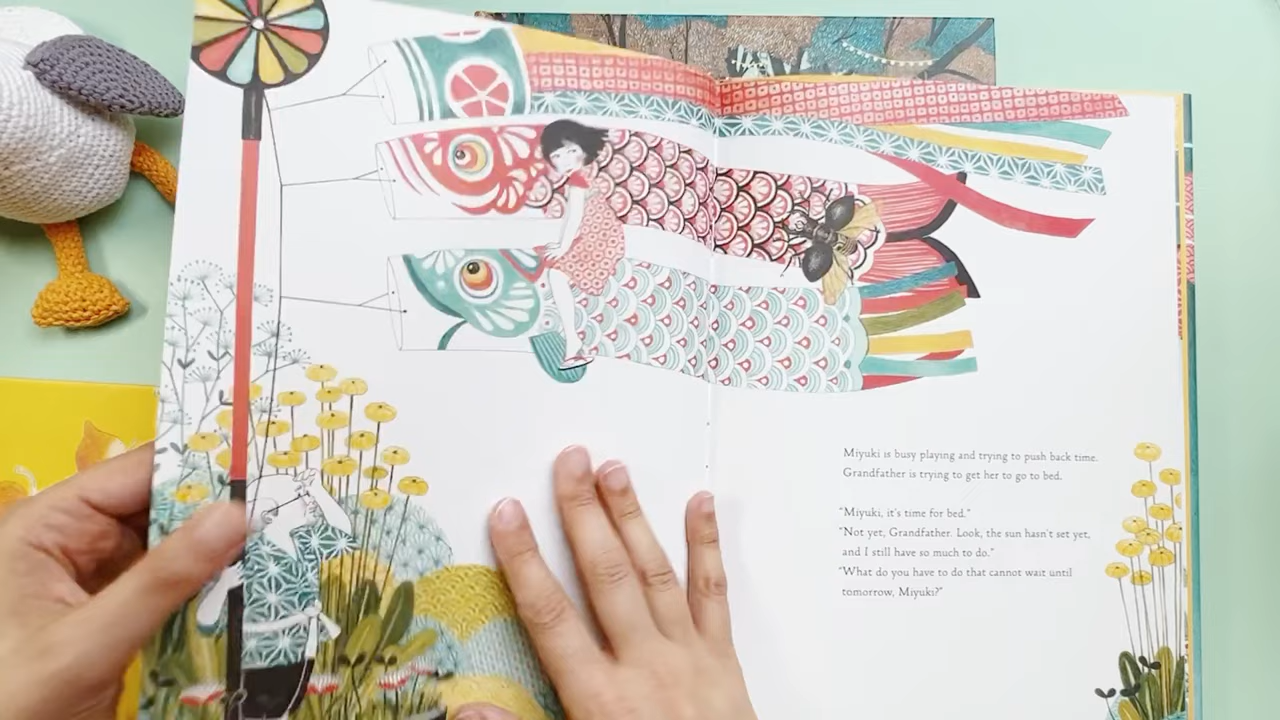 Miyuki is busy playing and trying to push back time.
Grandfather is trying to get her to go to bed.
“Miyuki, it's time for bed.”
“Not yet, Grandfather. Look, the sun hasn't set yet,
and I still have so much to do.”
“What do you have to do that cannot wait until
tomorrow, Miyuki?”